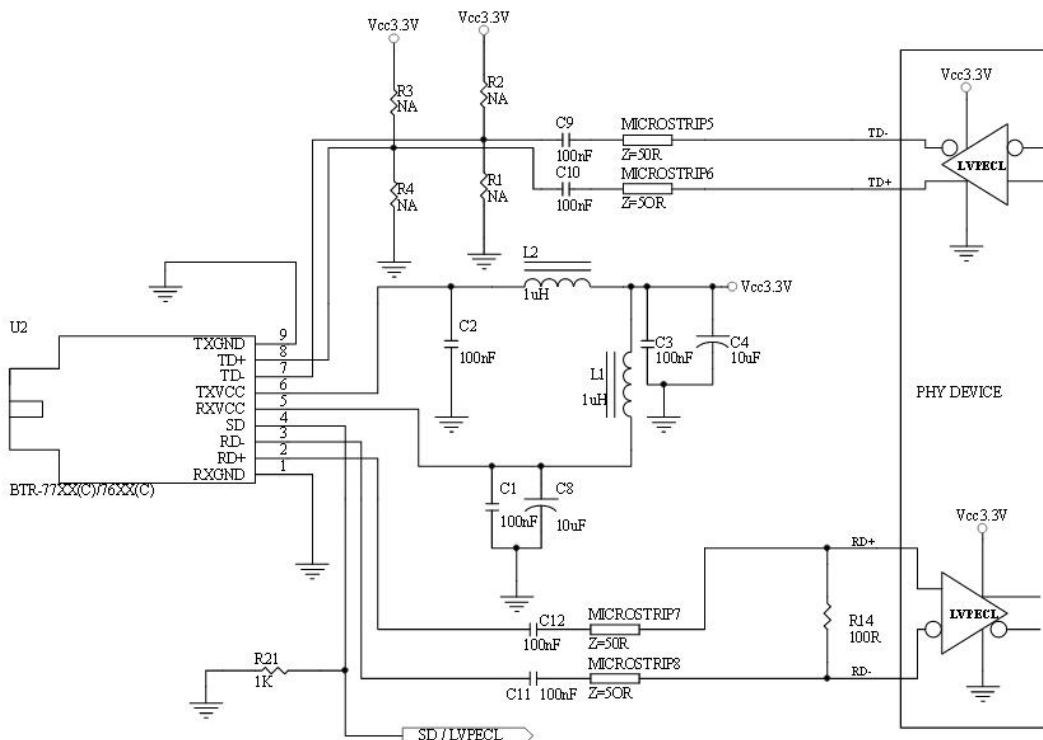 Vcc3.3V
Vcc3.3V
R3
NA
R2
NA
Vcc3.3V
C9
100nF
MICROSTRIP5
Z=50R
TD-
LVPECL
R4
NA
R1
NA
C10
100nF
MICROSTRIP6
Z=5OR
TD+
L2
1uH
Vcc3.3V
U2
C2
100nF
C3
100nF
C4
10uF
L1
1uH
PHY DEVICE
TXGND 9
TD+ 8
TD- 7
TXVCC 6
RXVCC 5
SD 4
RD- 3
RD+ 2
RXGND 1
BTR-77XX(C)/76XX(C)
C1
100nF
C8
10uF
Vcc3.3V
RD+
LVPECL
C12
100nF
MICROSTRIP7
Z=50R
R14
100R
R21
1K
C11 100nF
MICROSTRIP8
Z=5OR
RD-
SD / LVPECL